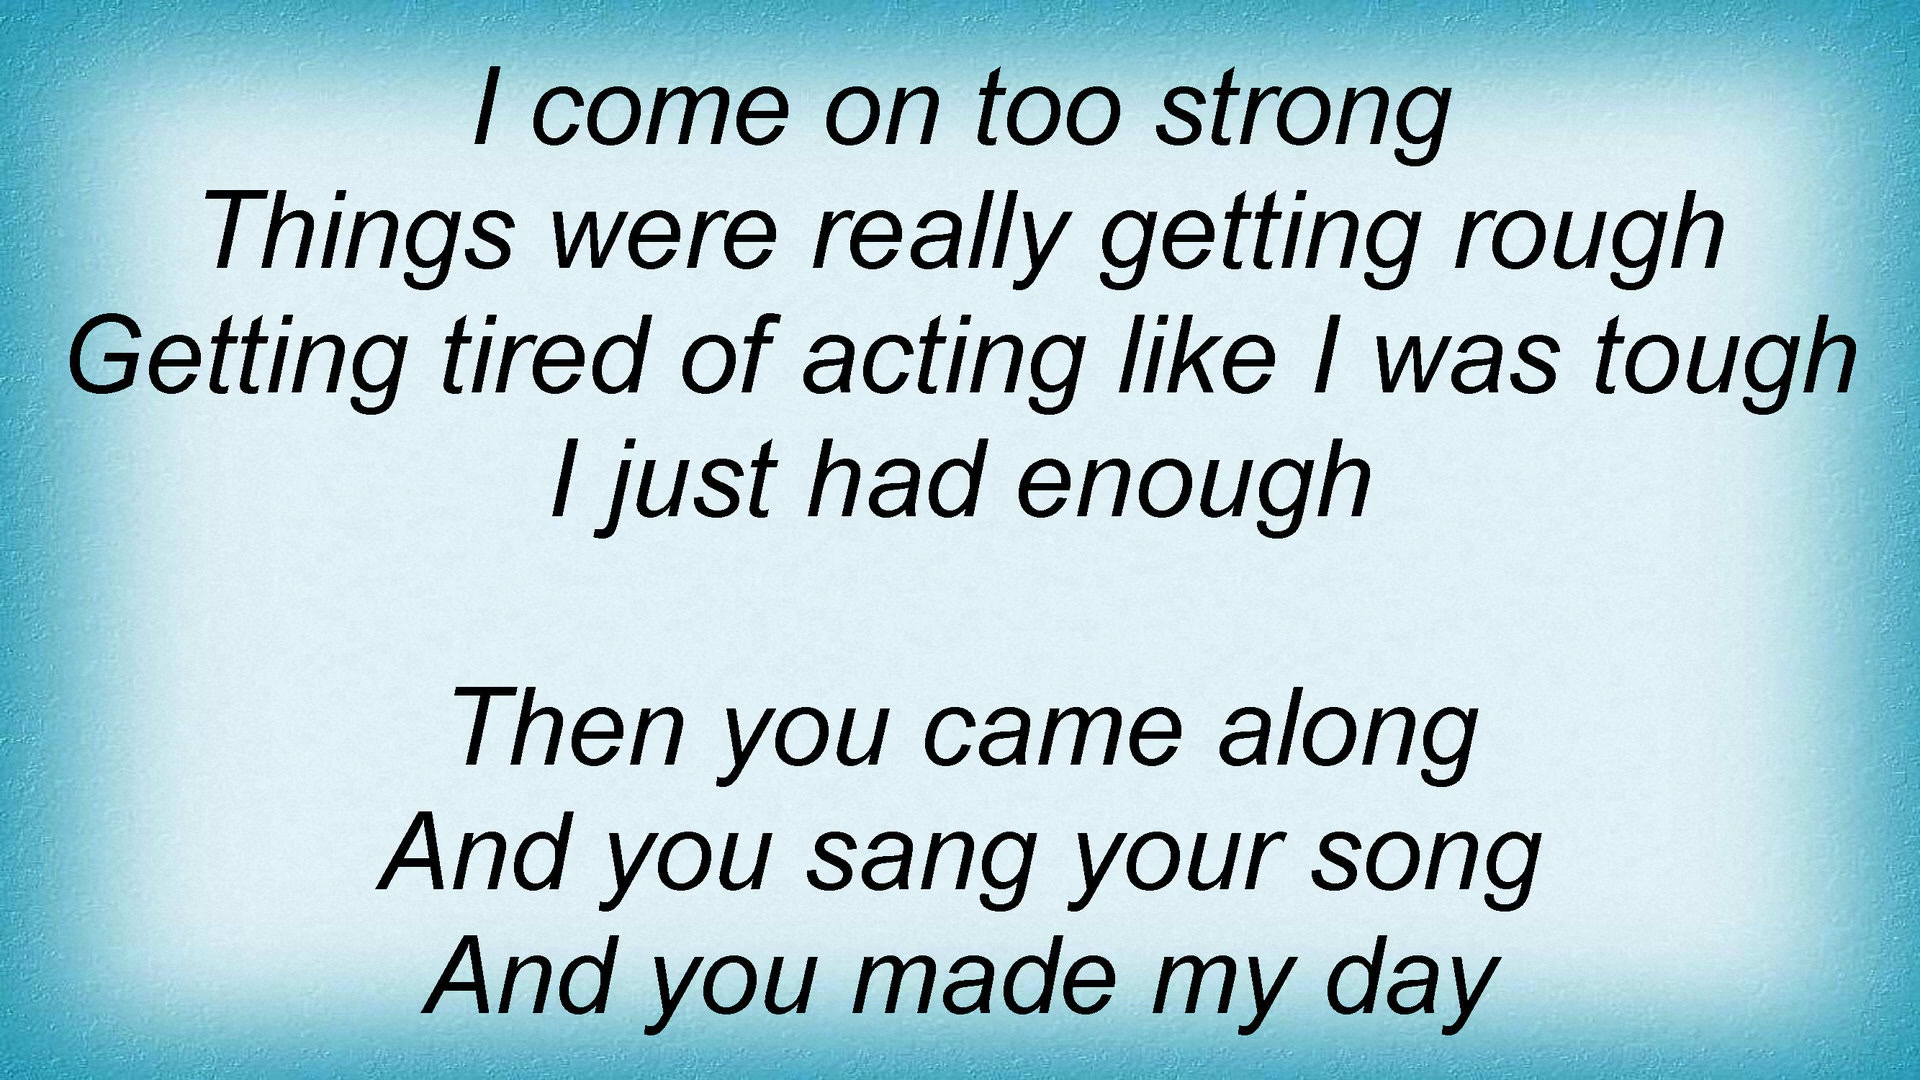 I come on too strong
Things were really getting rough
Getting tired of acting like I was tough
I just had enough
Then you came along
And you sang your song
And you made my day